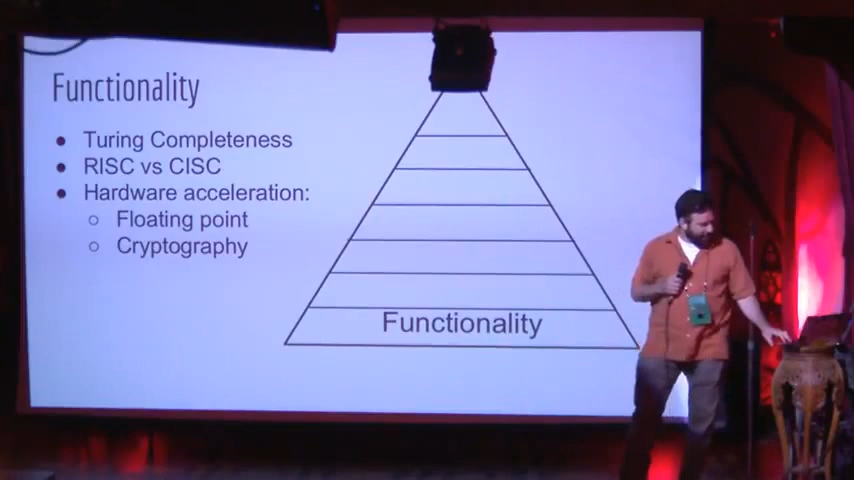 Functionality
Turing Completeness
RISC vs CISC
Hardware acceleration:
Floating point
Cryptography
Functionality